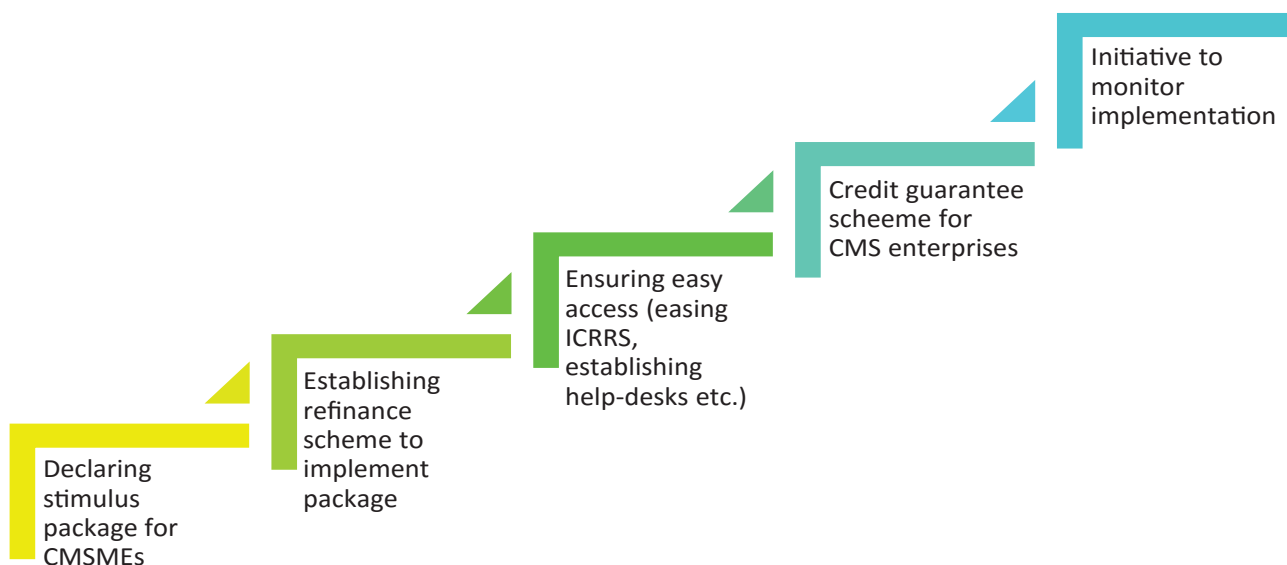 Declaring
stimulus
package for
CMSMEs
Establishing
refinance
scheme to
implement
package
Ensuring easy
access (easing
ICRRS,
establishing
help-desks etc.)
Credit guarantee
scheeme for
CMS enterprises
Initiative to
monitor
implementation